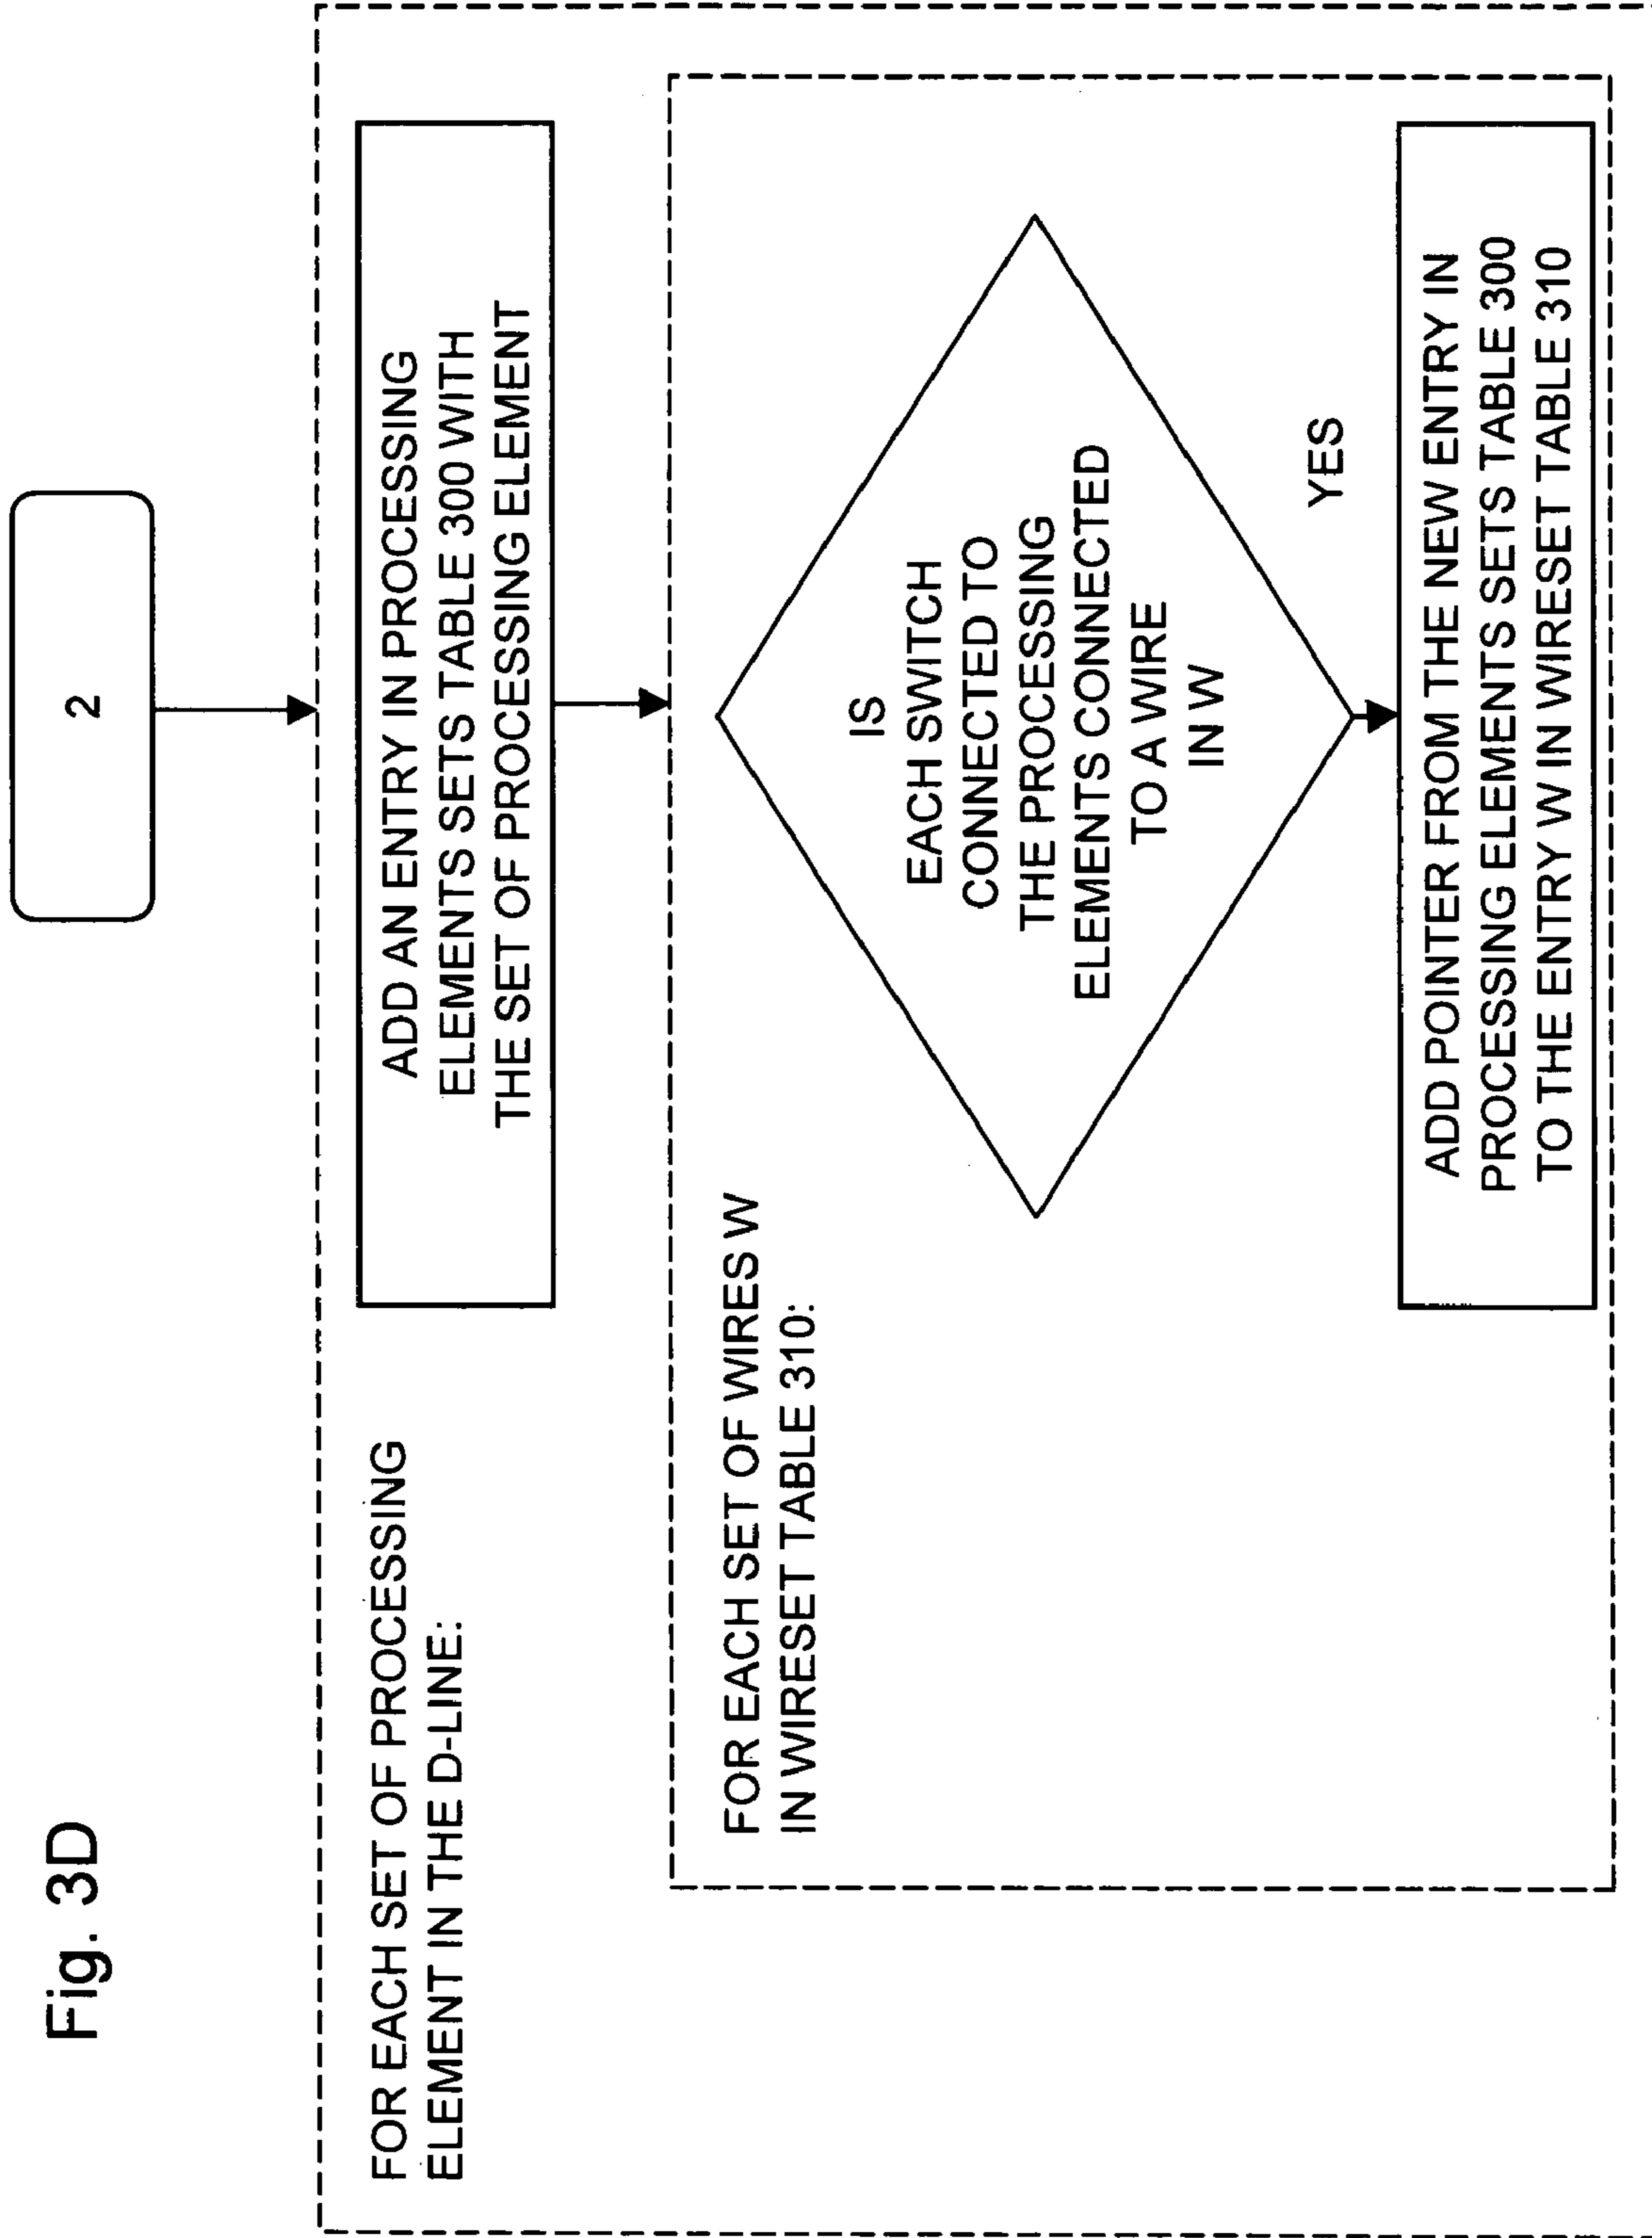 Fig. 3D
2
FOR EACH SET OF PROCESSING
ELEMENT IN THE D-LINE:
ADD AN ENTRY IN PROCESSING
ELEMENTS SETS TABLE 300 WITH
THE SET OF PROCESSING ELEMENT
FOR EACH SET OF WIRES W
IN WIRESET TABLE 310:
IS
EACH SWITCH
CONNECTED TO
THE PROCESSING
ELEMENTS CONNECTED
TO A WIRE
IN W
YES
ADD POINTER FROM THE NEW ENTRY IN
PROCESSING ELEMENTS SETS TABLE 300
TO THE ENTRY W IN WIRESET TABLE 310